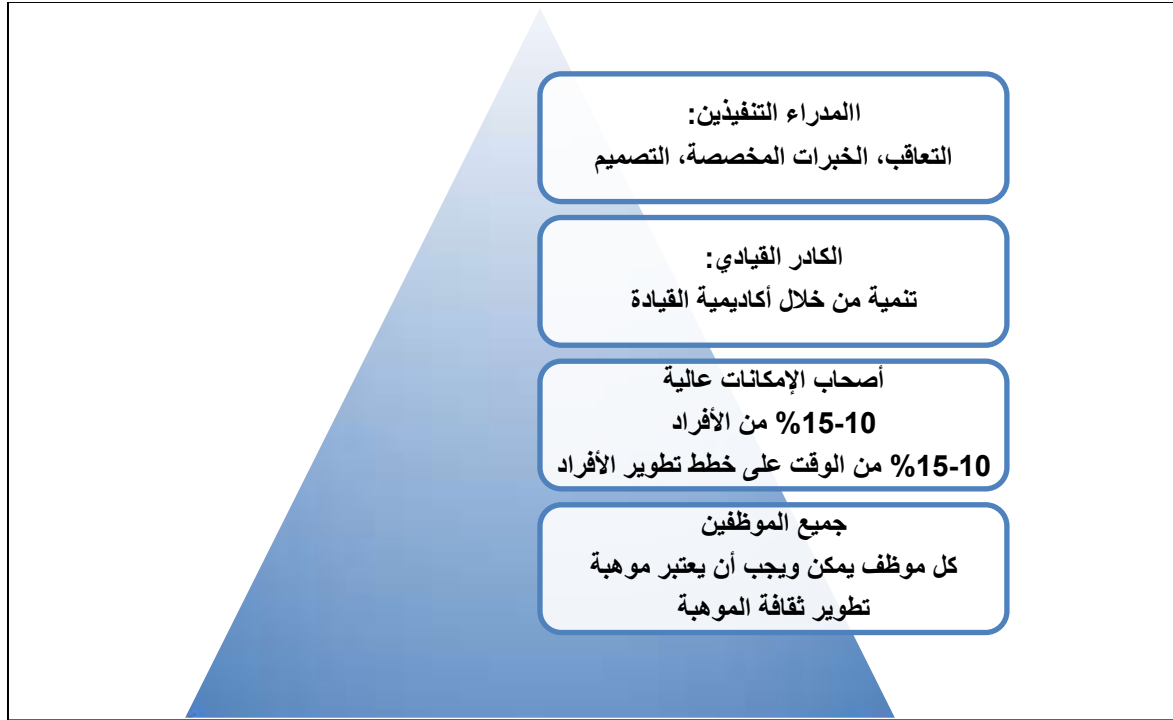 االمدراء التنفيذين:
التعاقب، الخبرات المخصصة، التصميم
الكادر القيادي:
تنمية من خلال أكاديمية القيادة
أصحاب الإمكانات عالية
10-15% من الأفراد
10-15% من الوقت على خطط تطوير الأفراد
جميع الموظفين
كل موظف يمكن ويجب أن يعتبر موهبة
تطوير ثقافة الموهبة